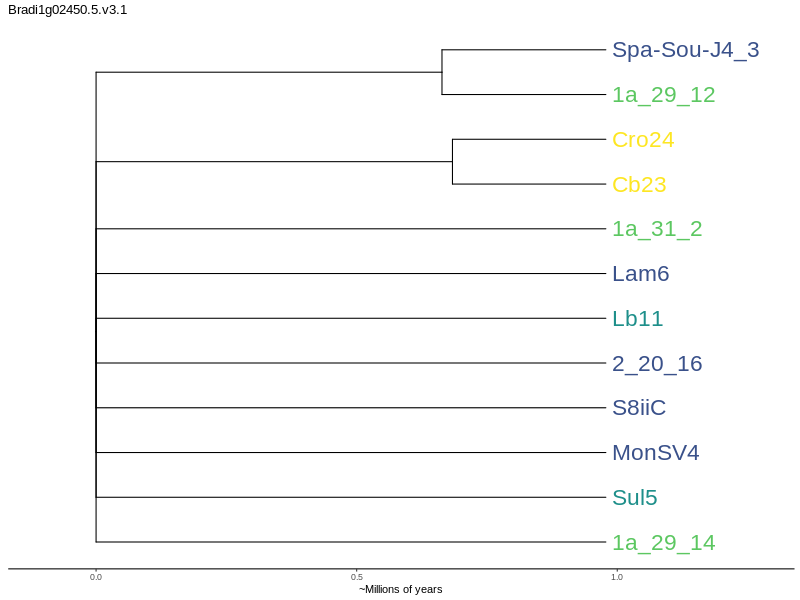 Bradi1g02450.5.v3.1
Spa-Sou-J4_3
1a_29_12
Cro24
Cb23
1a_31_2
Lam6
Lb11
2_20_16
S8iiC
MonSV4
Sul5
1a_29_14
0.0 0.5 1.0
~Millions of years